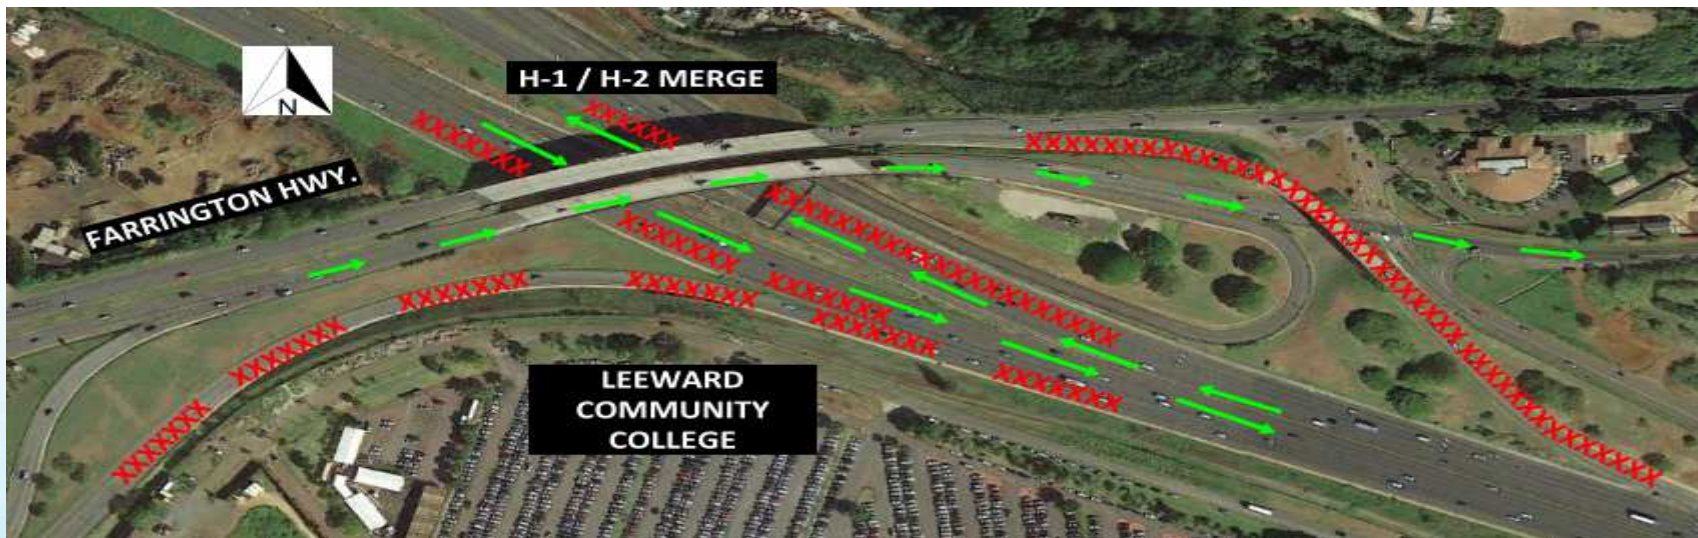 H-1 / H-2 MERGE
N
FARRINGTON HWY.
LEEWARD
COMMUNITY
COLLEGE